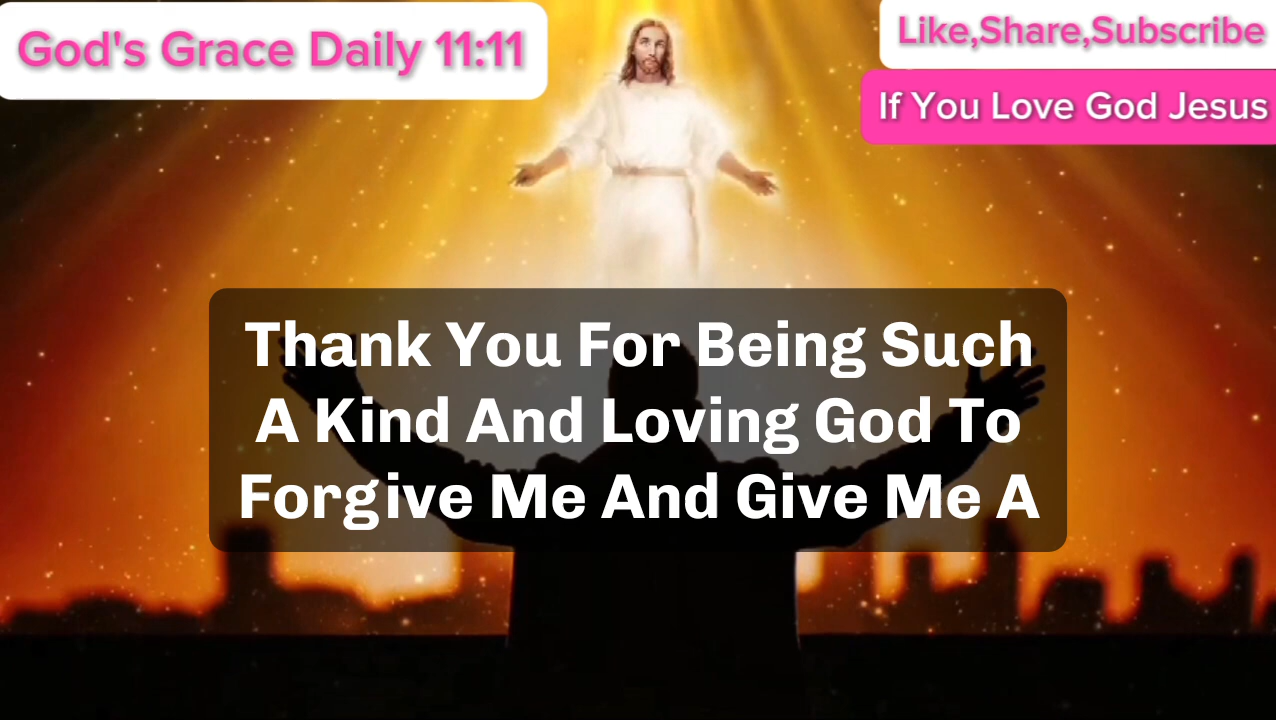 God's Grace Daily 11:11
Like,Share,Subscribe
If You Love God Jesus
Thank You For Being Such
A Kind And Loving God To
Forgive Me And Give Me A